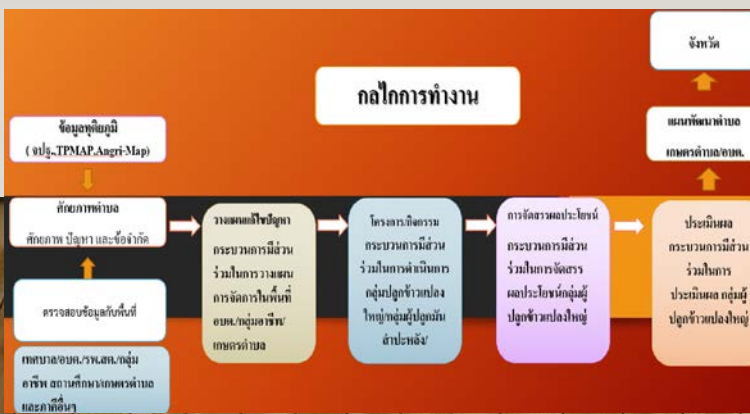 กลไกการทำงาน
ข้อมูลทุติยภูมิ
( จปฐ.,TPMAP,Angri-Map)
ศักยภาพตำบล
ศักยภาพ ปัญหา และข้อจำกัด
ตรวจสอบข้อมูลกับพื้นที่
เทศบาล/อบต./รพ.สต./กลุ่ม
อาชีพ สถานศึกษา/เกษตรตำบล
และภาคีอื่นๆ
วางแผนแก้ไขปัญหา
กระบวนการมีส่วน
ร่วมในการวางแผน
การจัดการในพื้นที่
อบต./กลุ่มอาชีพ/
เกษตรตำบล
โครงการ/กิจกรรม
กระบวนการมีส่วน
ร่วมในการดำเนินการ
กลุ่มปลูกข้าวแปลง
ใหญ่/กลุ่มผู้ปลูกมัน
สำปะหลัง/
การจัดสรรผลประโยชน์
กระบวนการมีส่วน
ร่วมในการจัดสรร
ผลประโยชน์กลุ่มผู้
ปลูกข้าวแปลงใหญ่
ประเมินผล
กระบวนการมีส่วน
ร่วมในการ
ประเมินผล กลุ่มผู้
ปลูกข้าวแปลงใหญ่
แผนพัฒนาตำบล
เกษตรตำบล/อบต.
จังหวัด